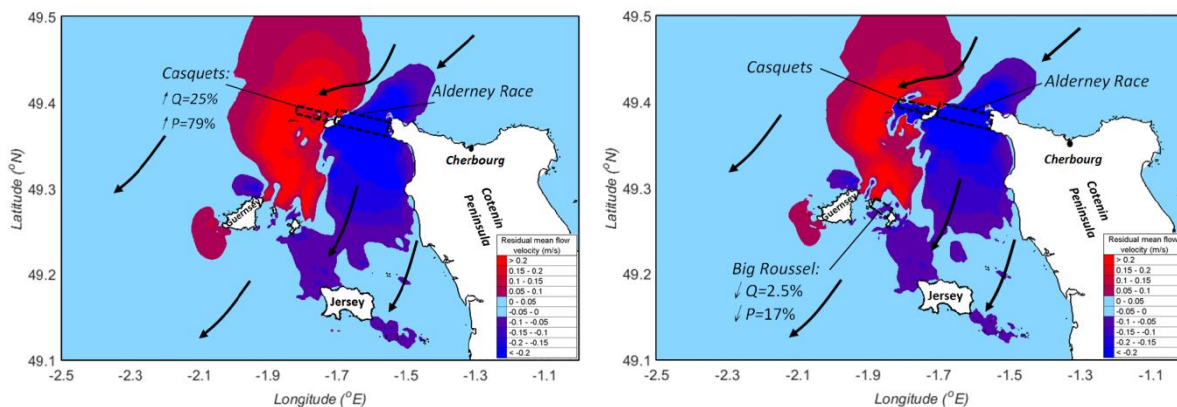 49.5
49.4
49.3
49.2
49.1
Latitude (°N)
-2.5
-2.3
-2.1
-1.9
-1.7
-1.5
-1.3
-1.1
Longitude (°E)
Casquets:
↑ Q=25%
↑ P=79%
Alderney Race
Cherbourg
Cotenin
Peninsula
Guernsey
Jersey
Residual mean flow
velocity (m/s)
> 0.2
0.15 - 0.2
0.1 - 0.15
0.05 - 0.1
0 - 0.05
-0.05 - 0
-0.1 - -0.05
-0.15 - -0.1
-0.2 - -0.15
< -0.2
49.5
49.4
49.3
49.2
49.1
Latitude (°N)
-2.5
-2.3
-2.1
-1.9
-1.7
-1.5
-1.3
-1.1
Longitude (°E)
Casquets
Alderney Race
Cherbourg
Cotenin
Peninsula
Guernsey
Big Roussel:
↓ Q=2.5%
↓ P=17%
Jersey
Residual mean flow
velocity (m/s)
> 0.2
0.15 - 0.2
0.1 - 0.15
0.05 - 0.1
0 - 0.05
-0.05 - 0
-0.1 - -0.05
-0.15 - -0.1
-0.2 - -0.15
< -0.2